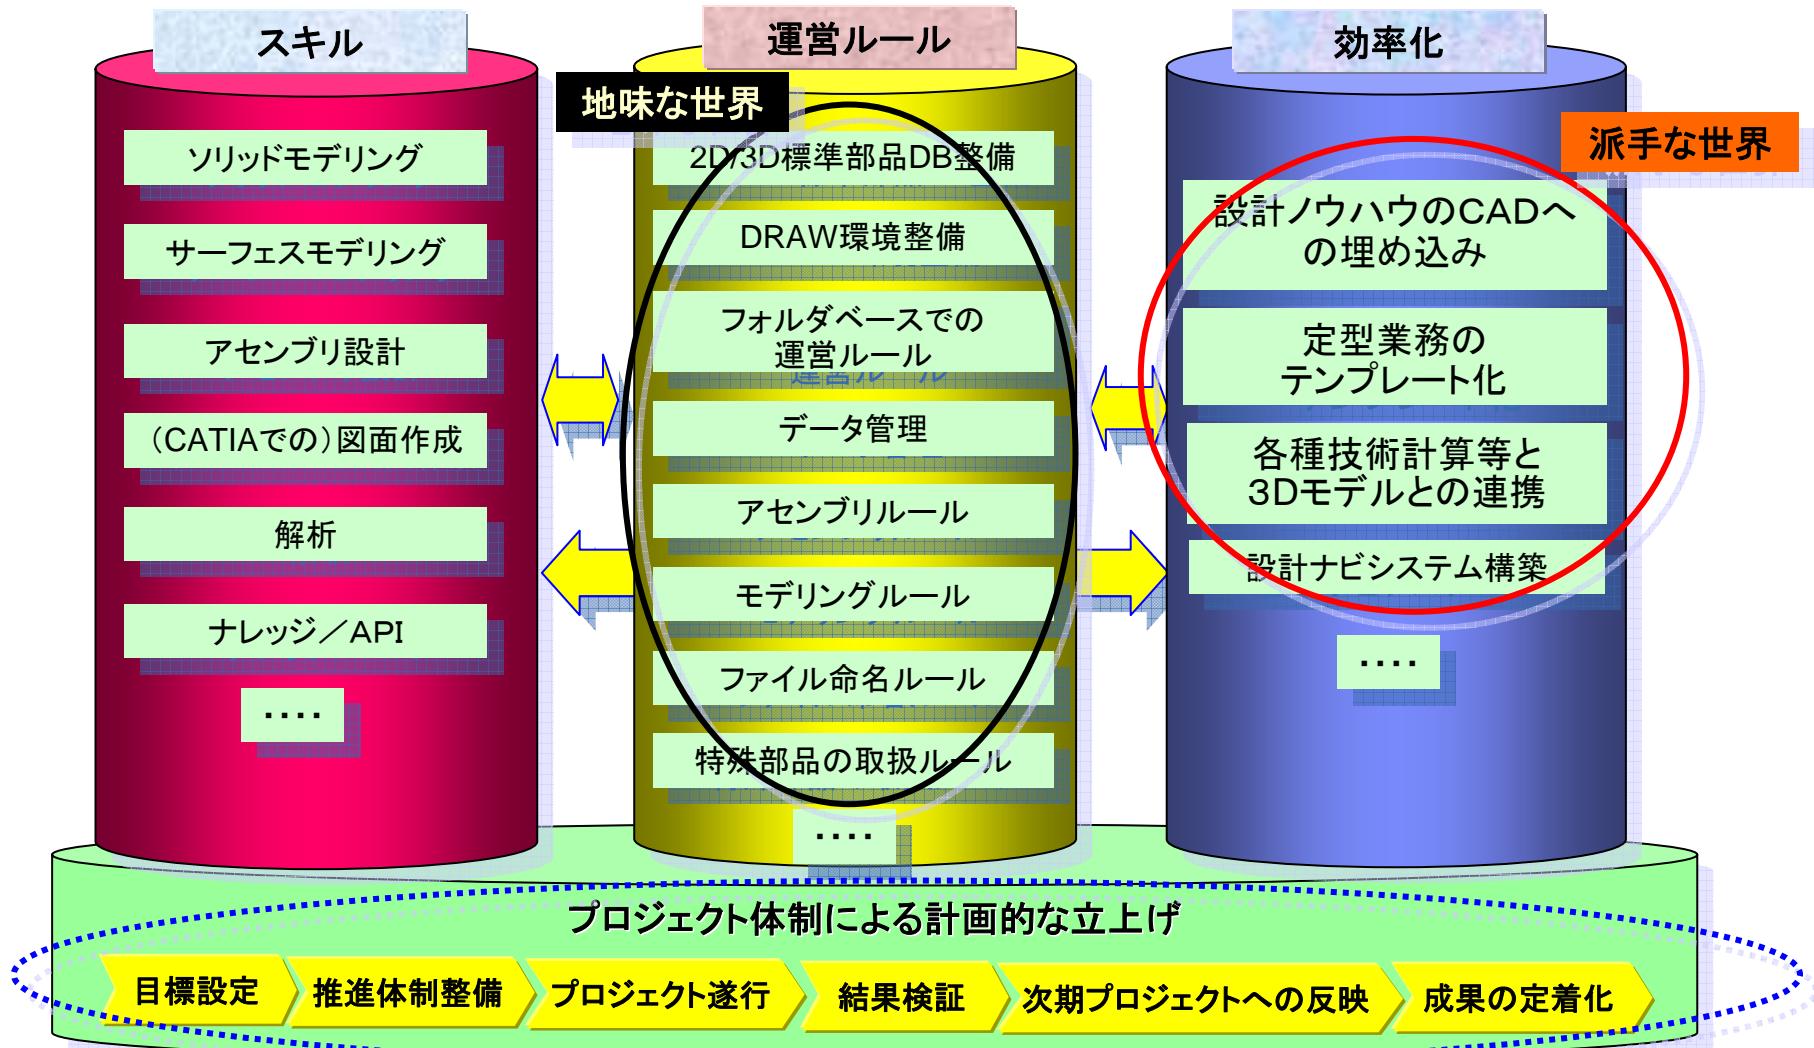 スキル
ソリッドモデリング
サーフェスモデリング
アセンブリ設計
（CATIAでの）図面作成
解析
ナレッジ／API
・・・・
運営ルール
地味な世界
2D/3D標準部品DB整備
DRAW環境整備
フォルダベースでの
運営ルール
データ管理
アセンブリルール
モデリングルール
ファイル命名ルール
特殊部品の取扱ルール
・・・・
効率化
派手な世界
設計ノウハウのCADへ
の埋め込み
定型業務の
テンプレート化
各種技術計算等と
3Dモデルとの連携
設計ナビシステム構築
・・・・
プロジェクト体制による計画的な立上げ
目標設定
推進体制整備
プロジェクト遂行
結果検証
次期プロジェクトへの反映
成果の定着化